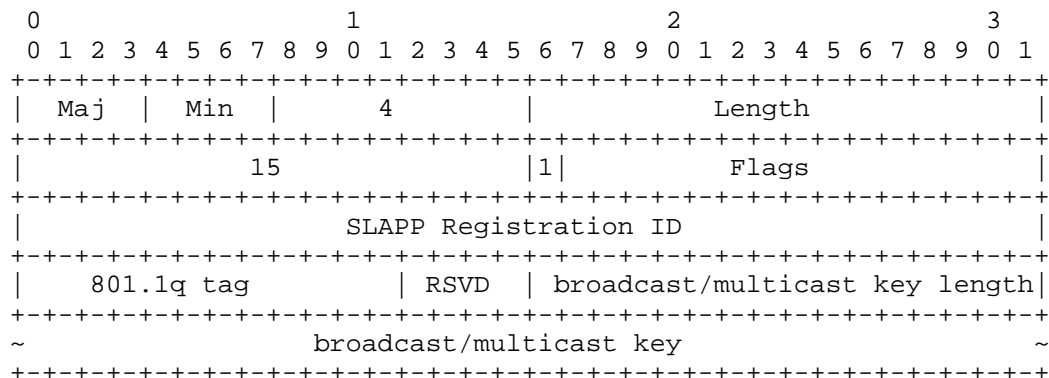 0                   1                   2                   3
 0 1 2 3 4 5 6 7 8 9 0 1 2 3 4 5 6 7 8 9 0 1 2 3 4 5 6 7 8 9 0 1
+-+-+-+-+-+-+-+-+-+-+-+-+-+-+-+-+-+-+-+-+-+-+-+-+-+-+-+-+-+-+-+-+
|  Maj  |  Min  |      4        |           Length              |
+-+-+-+-+-+-+-+-+-+-+-+-+-+-+-+-+-+-+-+-+-+-+-+-+-+-+-+-+-+-+-+-+
|              15               |1|          Flags              |
+-+-+-+-+-+-+-+-+-+-+-+-+-+-+-+-+-+-+-+-+-+-+-+-+-+-+-+-+-+-+-+-+
|                    SLAPP Registration ID                      |
+-+-+-+-+-+-+-+-+-+-+-+-+-+-+-+-+-+-+-+-+-+-+-+-+-+-+-+-+-+-+-+-+
|    801.1q tag         | RSVD  | broadcast/multicast key length|
+-+-+-+-+-+-+-+-+-+-+-+-+-+-+-+-+-+-+-+-+-+-+-+-+-+-+-+-+-+-+-+-+
~                  broadcast/multicast key                      ~
+-+-+-+-+-+-+-+-+-+-+-+-+-+-+-+-+-+-+-+-+-+-+-+-+-+-+-+-+-+-+-+-+